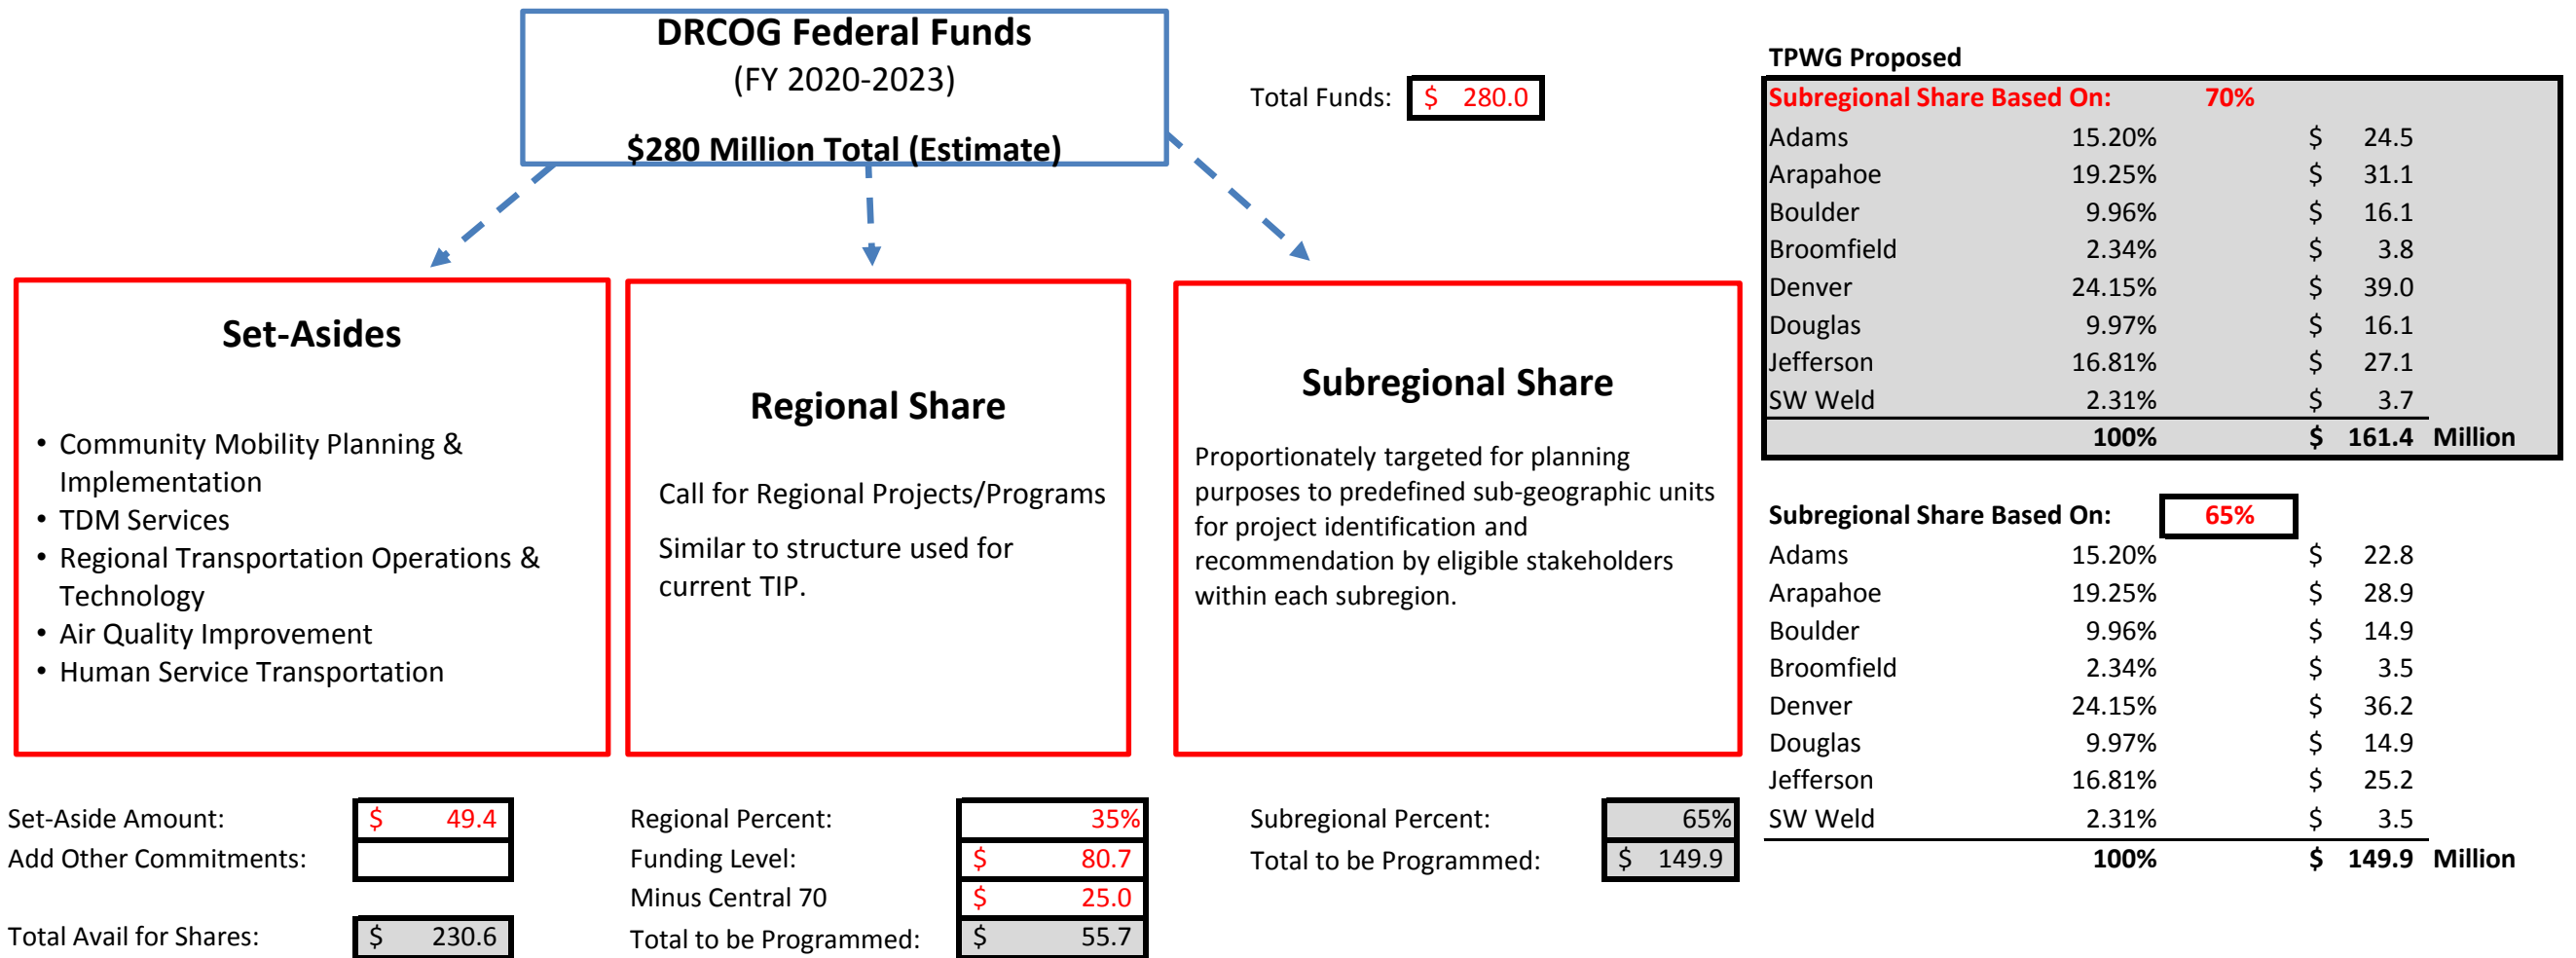 DRCOG Federal Funds
(FY 2020-2023)
$280 Million Total (Estimate)
Total Funds: $ 280.0
Set-Asides
• Community Mobility Planning &
Implementation
• TDM Services
• Regional Transportation Operations &
Technology
• Air Quality Improvement
• Human Service Transportation
Regional Share
Call for Regional Projects/Programs
Similar to structure used for
current TIP.
Subregional Share
Proportionately targeted for planning
purposes to predefined sub-geographic units
for project identification and
recommendation by eligible stakeholders
within each subregion.
Set-Aside Amount: $ 49.4
Add Other Commitments:
Total Avail for Shares: $ 230.6
Regional Percent: 35%
Funding Level: $ 80.7
Minus Central 70 $ 25.0
Total to be Programmed: $ 55.7
Subregional Percent: 65%
Total to be Programmed: $ 149.9
TPWG Proposed
Subregional Share Based On: 70%
Adams 15.20% $ 24.5
Arapahoe 19.25% $ 31.1
Boulder 9.96% $ 16.1
Broomfield 2.34% $ 3.8
Denver 24.15% $ 39.0
Douglas 9.97% $ 16.1
Jefferson 16.81% $ 27.1
SW Weld 2.31% $ 3.7
100% $ 161.4 Million
Subregional Share Based On: 65%
Adams 15.20% $ 22.8
Arapahoe 19.25% $ 28.9
Boulder 9.96% $ 14.9
Broomfield 2.34% $ 3.5
Denver 24.15% $ 36.2
Douglas 9.97% $ 14.9
Jefferson 16.81% $ 25.2
SW Weld 2.31% $ 3.5
100% $ 149.9 Million